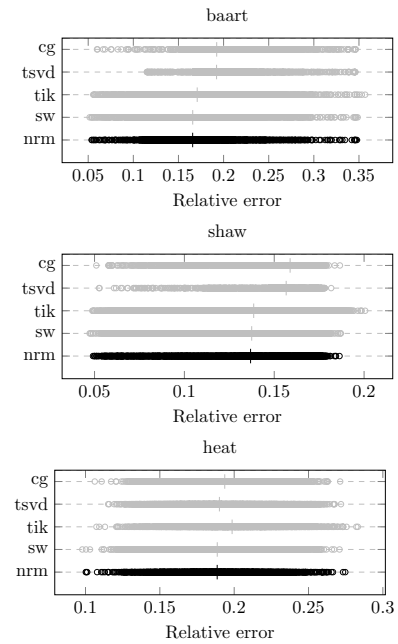 baart
cg
tsvd
tik
sw
nrm
0.05 0.1 0.15 0.2 0.25 0.3 0.35
Relative error
shaw
cg
tsvd
tik
sw
nrm
0.05 0.1 0.15 0.2
Relative error
heat
cg
tsvd
tik
sw
nrm
0.1 0.15 0.2 0.25 0.3
Relative error